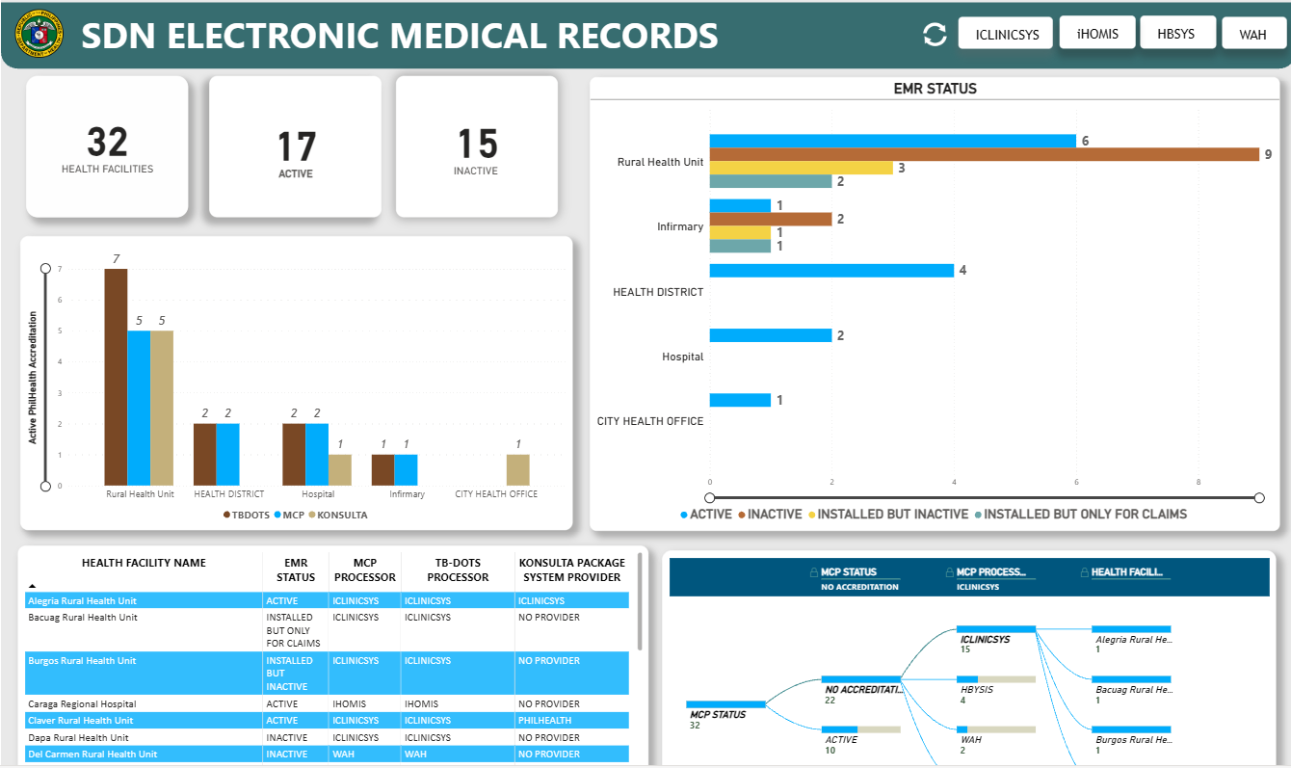 SDN ELECTRONIC MEDICAL RECORDS
ICLINICSYS
iHOMIS
HBSYS
WAH
32
HEALTH FACILITIES
17
ACTIVE
15
INACTIVE
EMR STATUS
Rural Health Unit
6
9
3
2
Infirmary
1
2
1
1
HEALTH DISTRICT
4
Hospital
2
CITY HEALTH OFFICE
1
0 2 4 6 8
ACTIVE INACTIVE INSTALLED BUT INACTIVE INSTALLED BUT ONLY FOR CLAIMS
Active PhilHealth Accreditation
7
6
5
4
3
2
1
0
7 5 5
2 2
2 2 1
1 1
1
Rural Health Unit HEALTH DISTRICT Hospital Infirmary CITY HEALTH OFFICE
TBDOTS MCP KONSULTA
HEALTH FACILITY NAME EMR STATUS MCP PROCESSOR TB-DOTS PROCESSOR KONSULTA PACKAGE SYSTEM PROVIDER
Alegria Rural Health Unit ACTIVE ICLINICSYS ICLINICSYS ICLINICSYS
Bacuag Rural Health Unit INSTALLED BUT ONLY FOR CLAIMS ICLINICSYS ICLINICSYS NO PROVIDER
Burgos Rural Health Unit INSTALLED BUT INACTIVE ICLINICSYS ICLINICSYS NO PROVIDER
Caraga Regional Hospital ACTIVE IHOMIS IHOMIS NO PROVIDER
Claver Rural Health Unit ACTIVE ICLINICSYS ICLINICSYS PHILHEALTH
Dapa Rural Health Unit INACTIVE ICLINICSYS ICLINICSYS NO PROVIDER
Del Carmen Rural Health Unit INACTIVE WAH WAH NO PROVIDER
MCP STATUS
NO ACCREDITATION
MCP PROCESS...
ICLINICSYS
HEALTH FACILL..
MCP STATUS
32
NO ACCREDITATI...
22
ACTIVE
10
ICLINICSYS
15
HBYSIS
4
WAH
2
Alegria Rural He...
1
Bacuag Rural He...
1
Burgos Rural He...
1